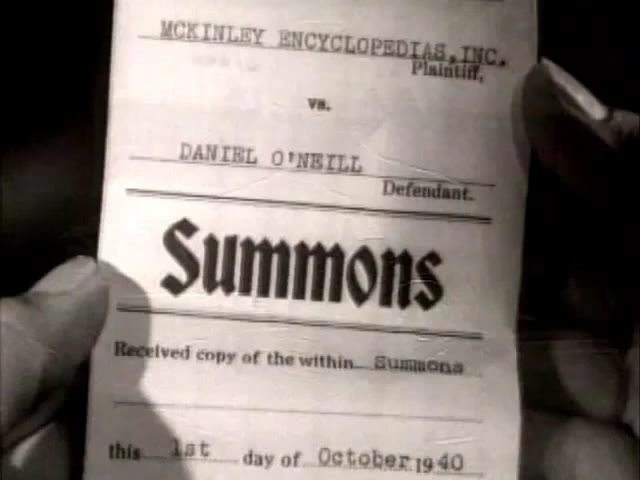 MCKINLEY ENCYCLOPEDIAS, INC.
Plaintiff,
vs.
DANIEL O'NEILL
Defendant.
Summons
Received copy of the within Summons
this 1st day of October 1940